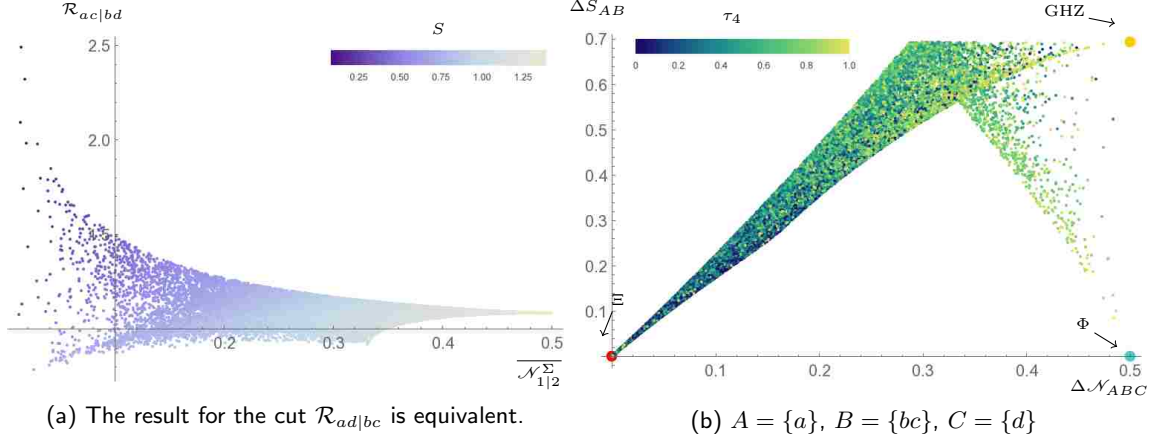 𝓡_{ac|bd}
2.5
2.0
1.5
0.2
0.3
0.4
0.5
S
0.25 0.50 0.75 1.00 1.25
\overline{𝒩^Σ_{1|2}}
(a) The result for the cut 𝓡_{ad|bc} is equivalent.
ΔS_{AB}
GHZ
τ_4
0 0.2 0.4 0.6 0.8 1.0
0.7
0.6
0.5
0.4
0.3
0.2
0.1
Ξ
Φ
0.1 0.2 0.3 0.4 0.5
Δ𝒩_{ABC}
(b) A = {a}, B = {bc}, C = {d}